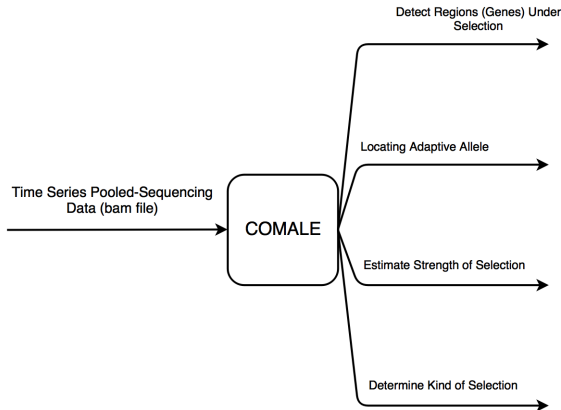 Detect Regions (Genes) Under
Selection
Locating Adaptive Allele
Time Series Pooled-Sequencing
Data (bam file)
COMALE
Estimate Strength of Selection
Determine Kind of Selection